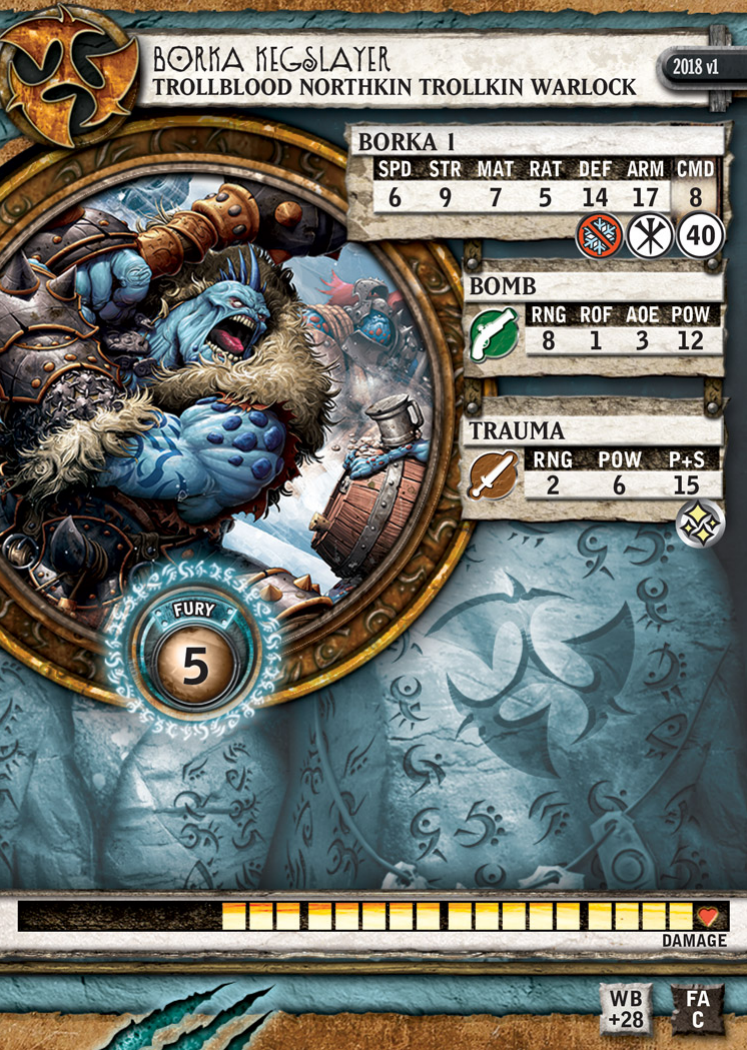 BORKA KEGSLAYER
TROLLBLOOD NORTHKIN TROLLKIN WARLOCK
2018 v1
BORKA 1
SPD STR MAT RAT DEF ARM CMD
6 9 7 5 14 17 8
40
BOMB
RNG ROF AOE POW
8 1 3 12
TRAUMA
RNG POW P+S
2 6 15
FURY
5
DAMAGE
WB
+28
FA
C